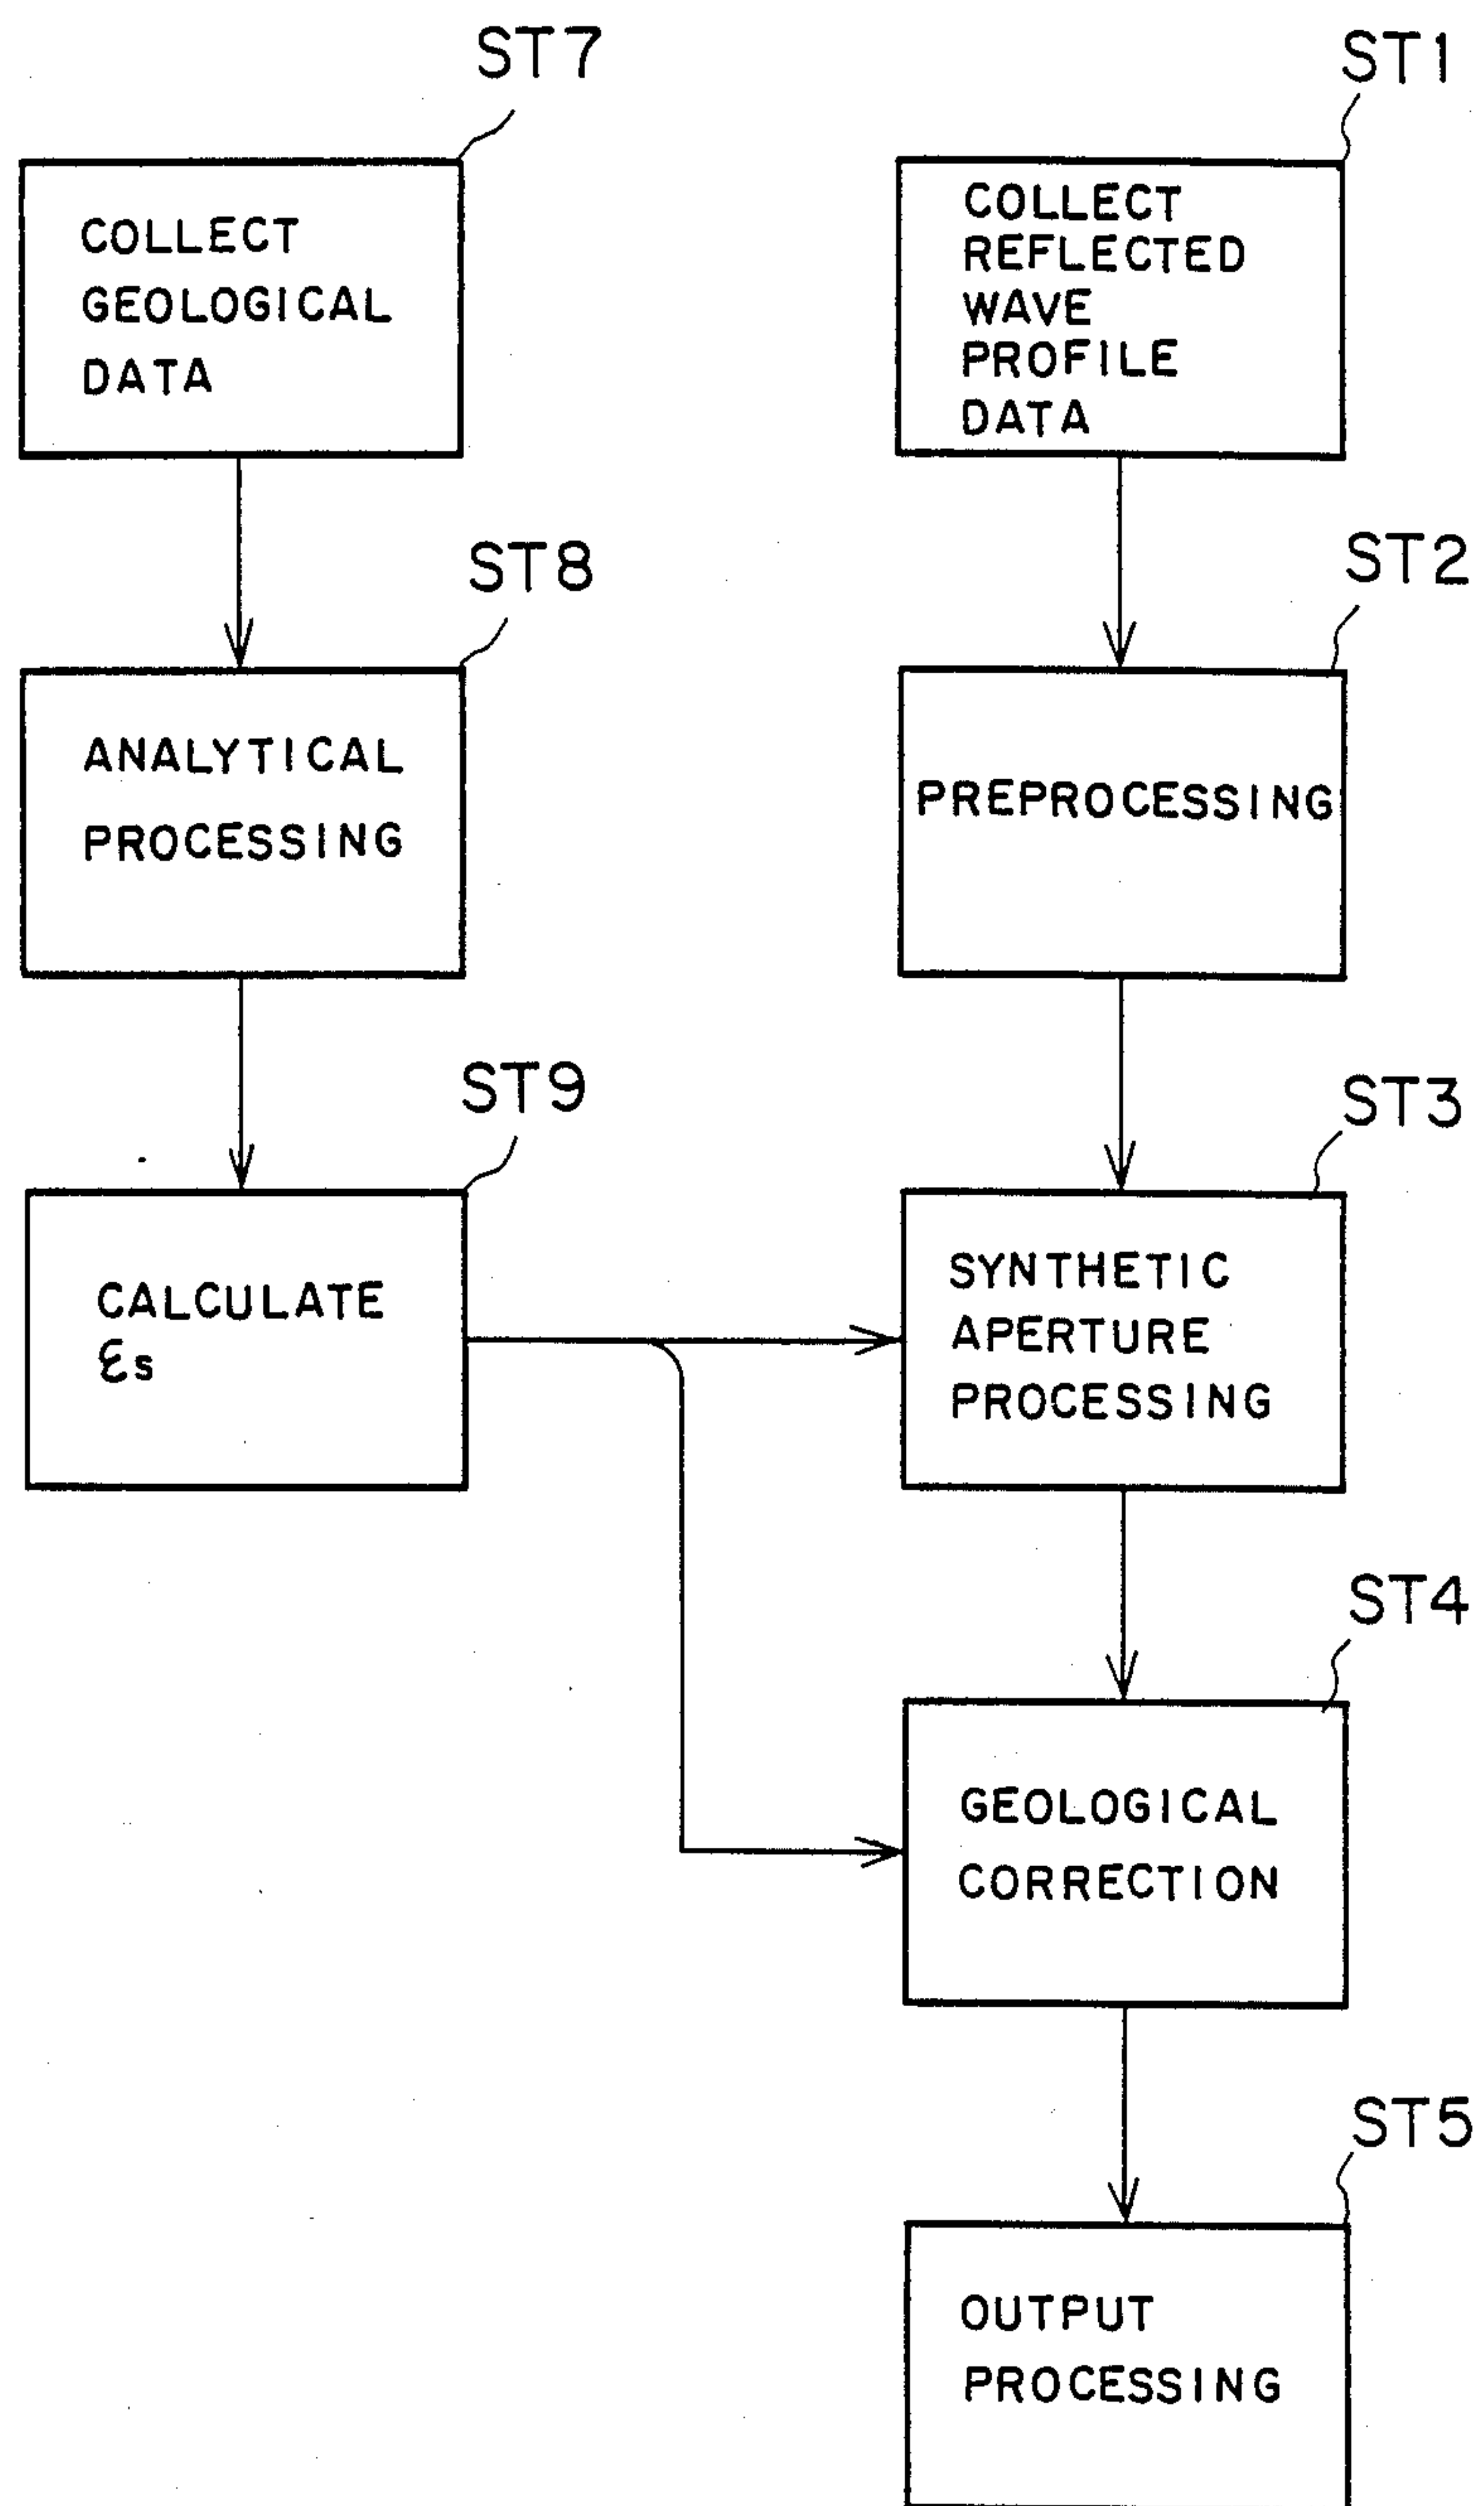 ST7
COLLECT
GEOLOGICAL
DATA
ST8
ANALYTICAL
PROCESSING
ST9
CALCULATE
εs
ST1
COLLECT
REFLECTED
WAVE
PROFILE
DATA
ST2
PREPROCESSING
ST3
SYNTHETIC
APERTURE
PROCESSING
ST4
GEOLOGICAL
CORRECTION
ST5
OUTPUT
PROCESSING